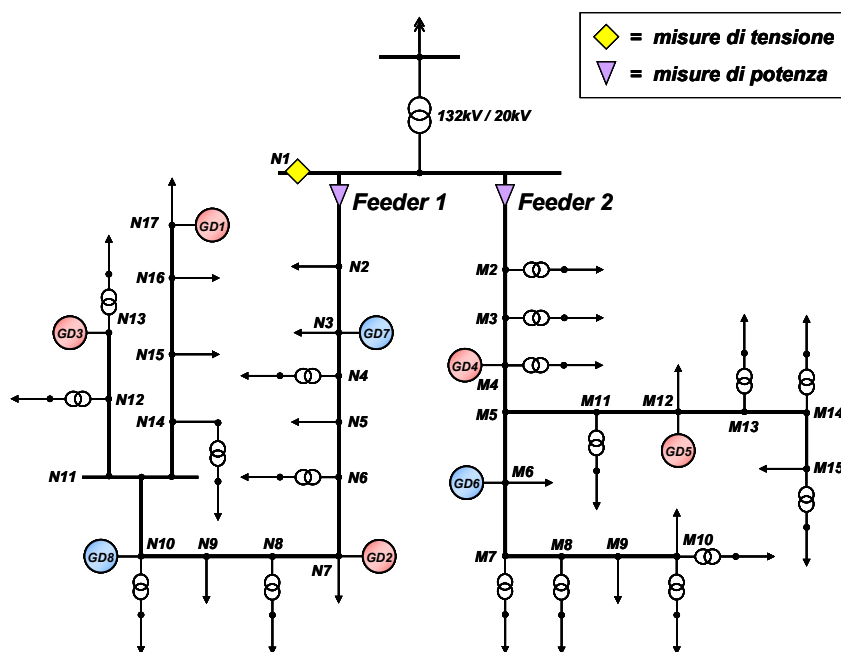 = misure di tensione
= misure di potenza
132kV / 20kV
N1
Feeder 1
Feeder 2
N17
GD1
N2
M2
N16
N13
N3
GD7
M3
GD3
N15
N4
GD4
M4
N12
N14
N5
M5
M11
M12
M13
M14
N11
N6
GD6
M6
GD5
M15
GD8
N10
N9
N8
N7
GD2
M7
M8
M9
M10